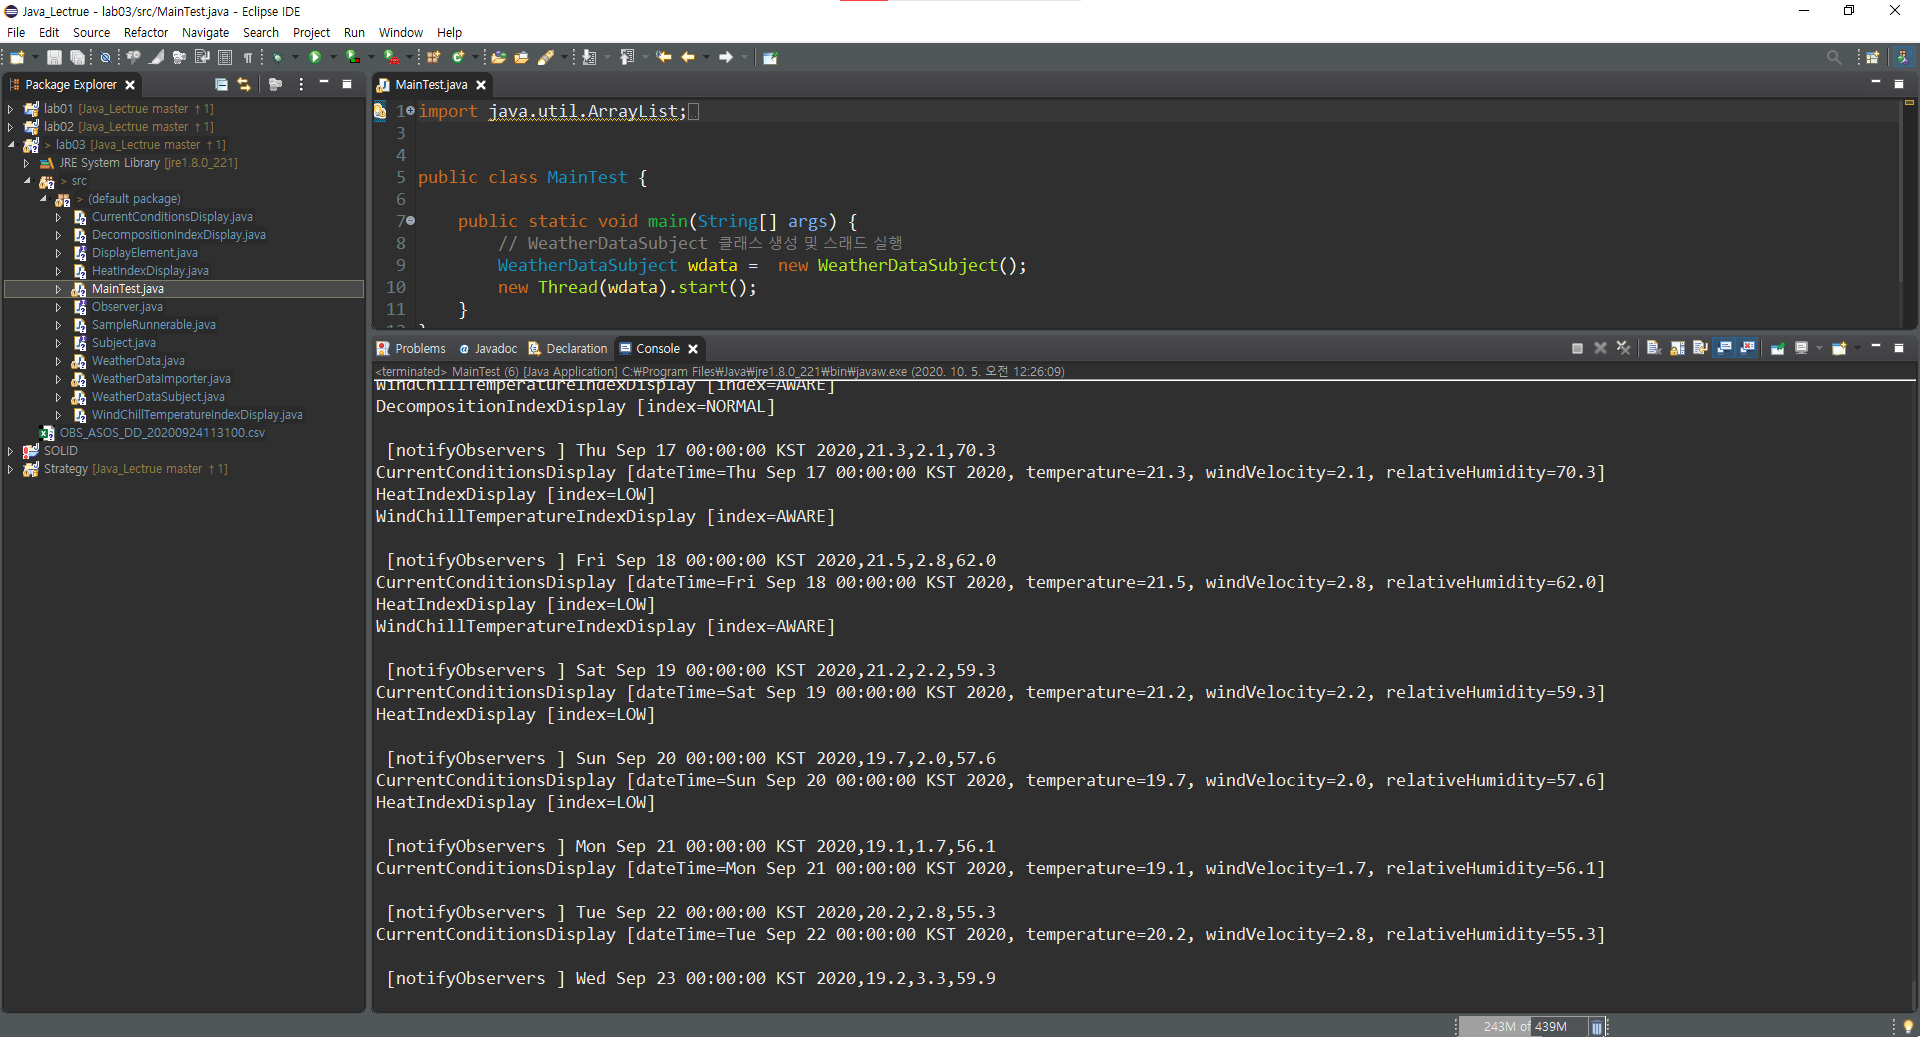 Java_Lectrue - lab03/src/MainTest.java - Eclipse IDE
File Edit Source Refactor Navigate Search Project Run Window Help
Package Explorer
lab01 [Java_Lectrue master ↑1]
lab02 [Java_Lectrue master ↑1]
> lab03 [Java_Lectrue master ↑1]
JRE System Library [jre1.8.0_221]
> src
> (default package)
CurrentConditionsDisplay.java
DecompositionIndexDisplay.java
DisplayElement.java
HeatIndexDisplay.java
MainTest.java
Observer.java
SampleRunnerable.java
Subject.java
WeatherData.java
WeatherDataImporter.java
WeatherDataSubject.java
WindChillTemperatureIndexDisplay.java
OBS_ASOS_DD_20200924113100.csv
SOLID
Strategy [Java_Lectrue master ↑1]
MainTest.java
1 import java.util.ArrayList;
3
4
5 public class MainTest {
6
7 public static void main(String[] args) {
8 // WeatherDataSubject 클래스 생성 및 스래드 실행
9 WeatherDataSubject wdata =  new WeatherDataSubject();
10 new Thread(wdata).start();
11 }
12 }
Problems Javadoc Declaration Console
<terminated> MainTest (6) [Java Application] C:₩Program Files₩Java₩jre1.8.0_221₩bin₩javaw.exe (2020. 10. 5. 오전 12:26:09)
WindChillTemperatureIndexDisplay [index=AWARE]
DecompositionIndexDisplay [index=NORMAL]
[notifyObservers ] Thu Sep 17 00:00:00 KST 2020,21.3,2.1,70.3
CurrentConditionsDisplay [dateTime=Thu Sep 17 00:00:00 KST 2020, temperature=21.3, windVelocity=2.1, relativeHumidity=70.3]
HeatIndexDisplay [index=LOW]
WindChillTemperatureIndexDisplay [index=AWARE]
[notifyObservers ] Fri Sep 18 00:00:00 KST 2020,21.5,2.8,62.0
CurrentConditionsDisplay [dateTime=Fri Sep 18 00:00:00 KST 2020, temperature=21.5, windVelocity=2.8, relativeHumidity=62.0]
HeatIndexDisplay [index=LOW]
WindChillTemperatureIndexDisplay [index=AWARE]
[notifyObservers ] Sat Sep 19 00:00:00 KST 2020,21.2,2.2,59.3
CurrentConditionsDisplay [dateTime=Sat Sep 19 00:00:00 KST 2020, temperature=21.2, windVelocity=2.2, relativeHumidity=59.3]
HeatIndexDisplay [index=LOW]
[notifyObservers ] Sun Sep 20 00:00:00 KST 2020,19.7,2.0,57.6
CurrentConditionsDisplay [dateTime=Sun Sep 20 00:00:00 KST 2020, temperature=19.7, windVelocity=2.0, relativeHumidity=57.6]
HeatIndexDisplay [index=LOW]
[notifyObservers ] Mon Sep 21 00:00:00 KST 2020,19.1,1.7,56.1
CurrentConditionsDisplay [dateTime=Mon Sep 21 00:00:00 KST 2020, temperature=19.1, windVelocity=1.7, relativeHumidity=56.1]
[notifyObservers ] Tue Sep 22 00:00:00 KST 2020,20.2,2.8,55.3
CurrentConditionsDisplay [dateTime=Tue Sep 22 00:00:00 KST 2020, temperature=20.2, windVelocity=2.8, relativeHumidity=55.3]
[notifyObservers ] Wed Sep 23 00:00:00 KST 2020,19.2,3.3,59.9
243M of 439M